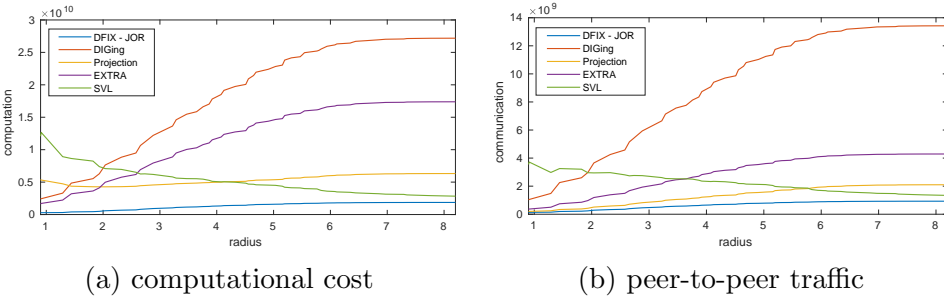 3.0 ×10^10
DFIX - JOR
DIGing
Projection
EXTRA
SVL
2.5
2.0
1.5
1.0
0.5
0
computation
1 2 3 4 5 6 7 8
radius
(a) computational cost
14 ×10^9
DFIX - JOR
DIGing
Projection
EXTRA
SVL
12
10
8
6
4
2
0
communication
1 2 3 4 5 6 7 8
radius
(b) peer-to-peer traffic